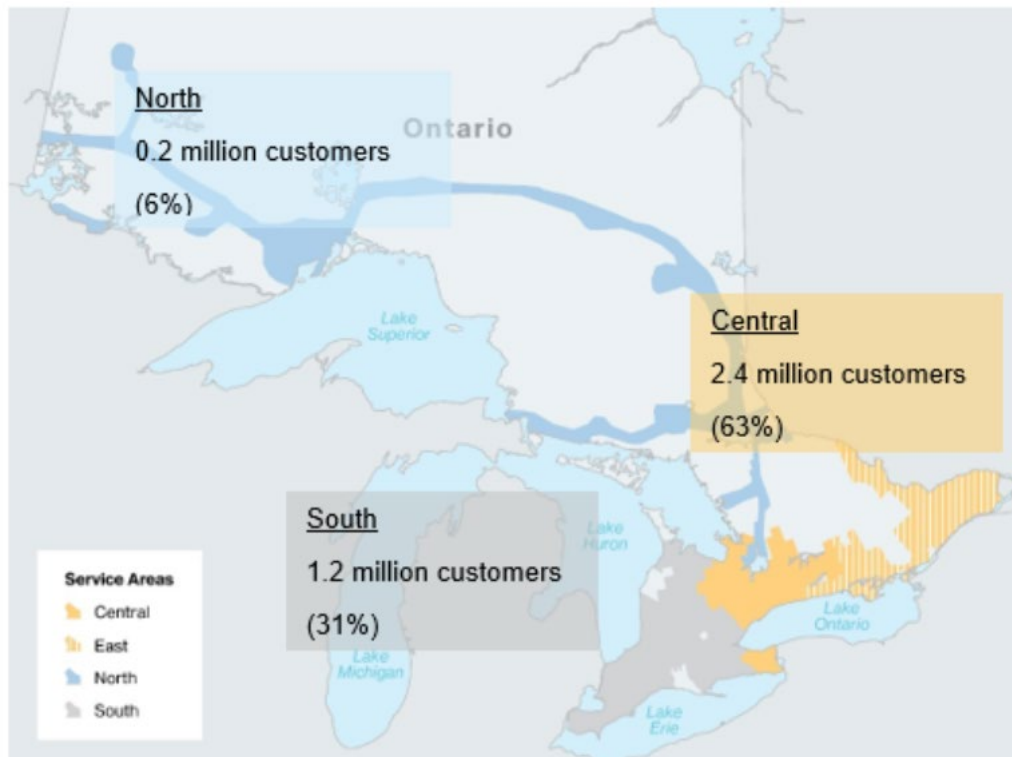 North
0.2 million customers
(6%)
Ontario
Lake
Superior
Central
2.4 million customers
(63%)
South
1.2 million customers
(31%)
Lake
Huron
Lake
Michigan
Lake
Ontario
Lake
Erie
Service Areas
Central
East
North
South